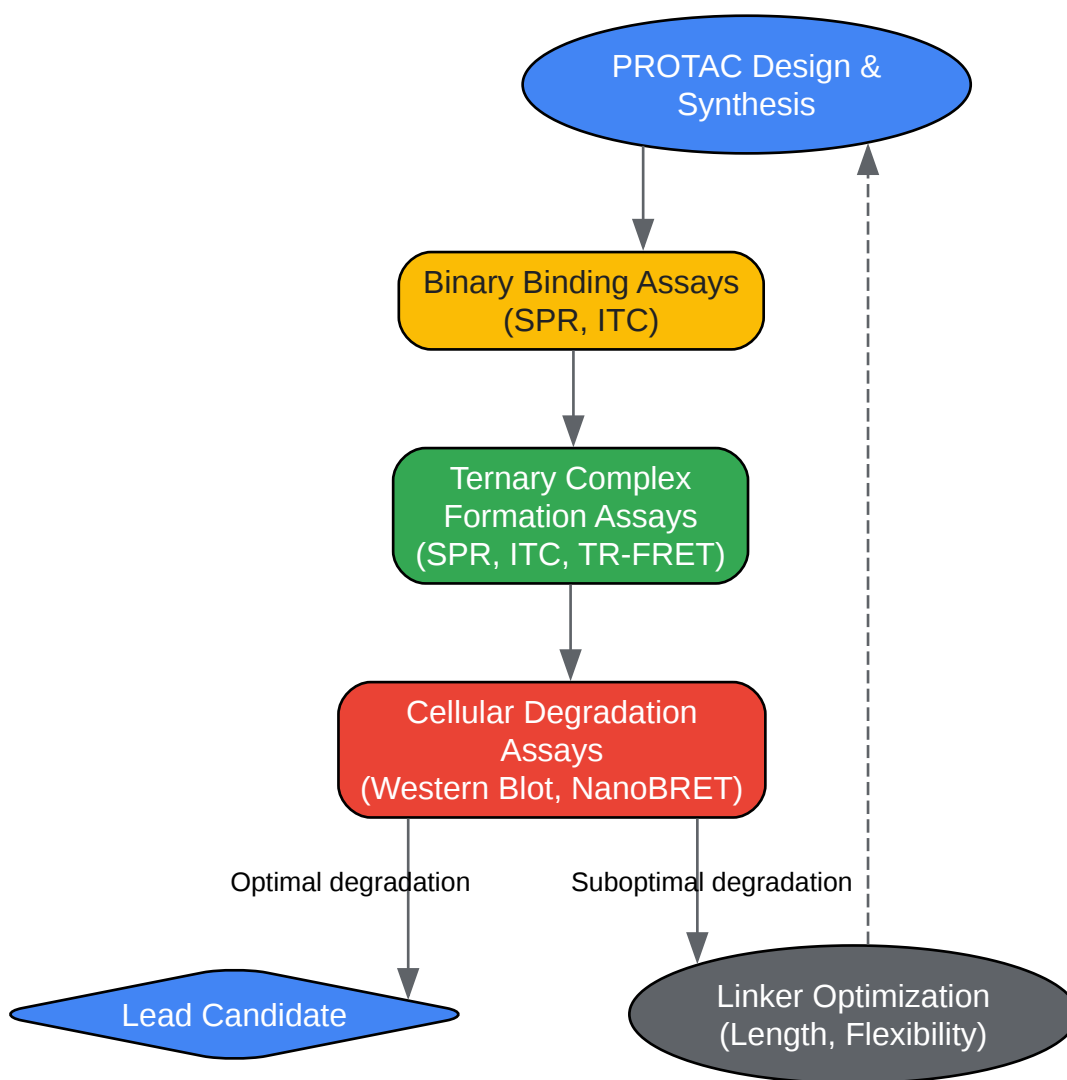 PROTAC Design &
Synthesis
Binary Binding Assays
(SPR, ITC)
Ternary Complex
Formation Assays
(SPR, ITC, TR-FRET)
Cellular Degradation
Assays
(Western Blot, NanoBRET)
Optimal degradation
Suboptimal degradation
Lead Candidate
Linker Optimization
(Length, Flexibility)